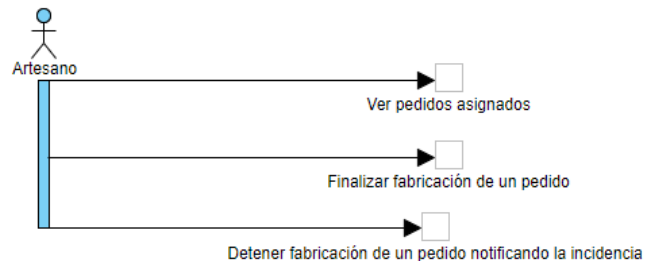 Artesano
Ver pedidos asignados
Finalizar fabricación de un pedido
Detener fabricación de un pedido notificando la incidencia